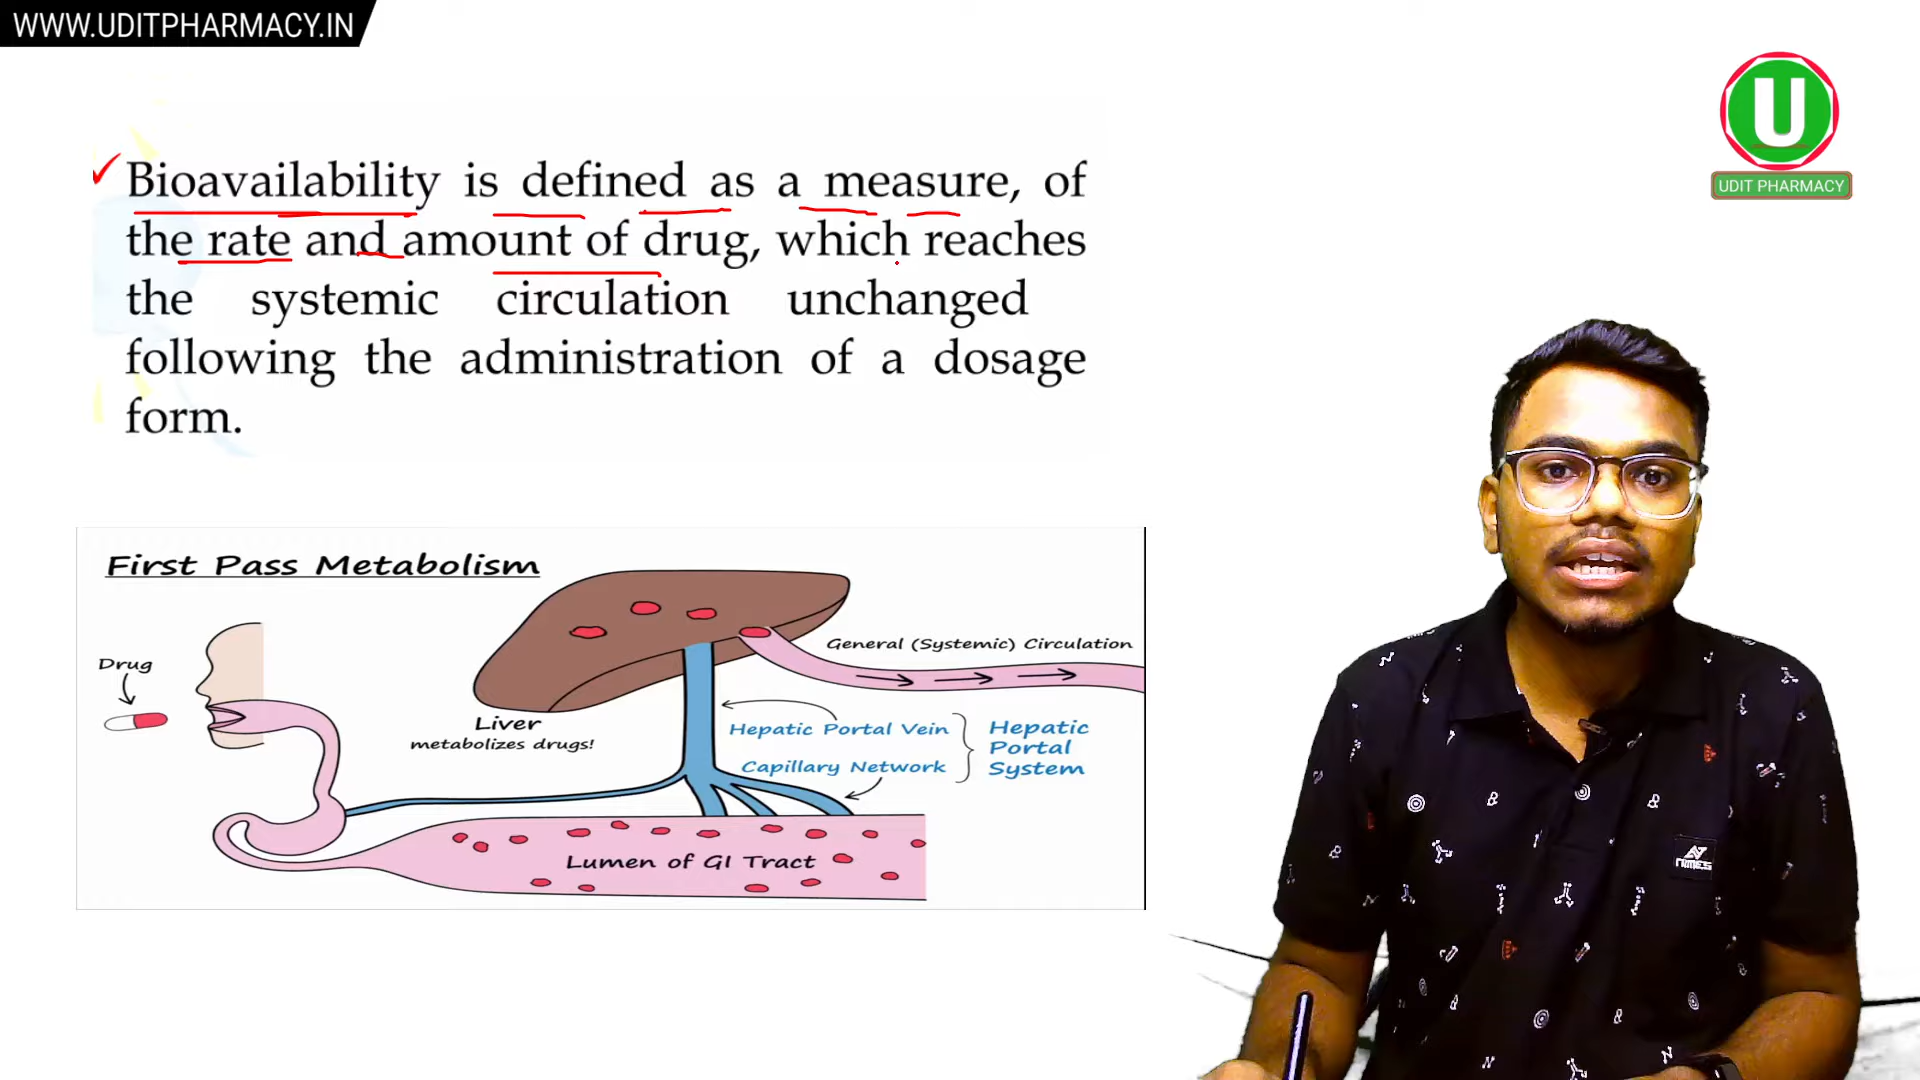 WWW.UDITPHARMACY.IN
U
UDIT PHARMACY
Bioavailability is defined as a measure, of
the rate and amount of drug, which reaches
the systemic circulation unchanged
following the administration of a dosage
form.
First Pass Metabolism
Drug
Liver
metabolizes drugs!
General (Systemic) Circulation
Hepatic Portal Vein
Capillary Network
Hepatic
Portal
System
Lumen of GI Tract